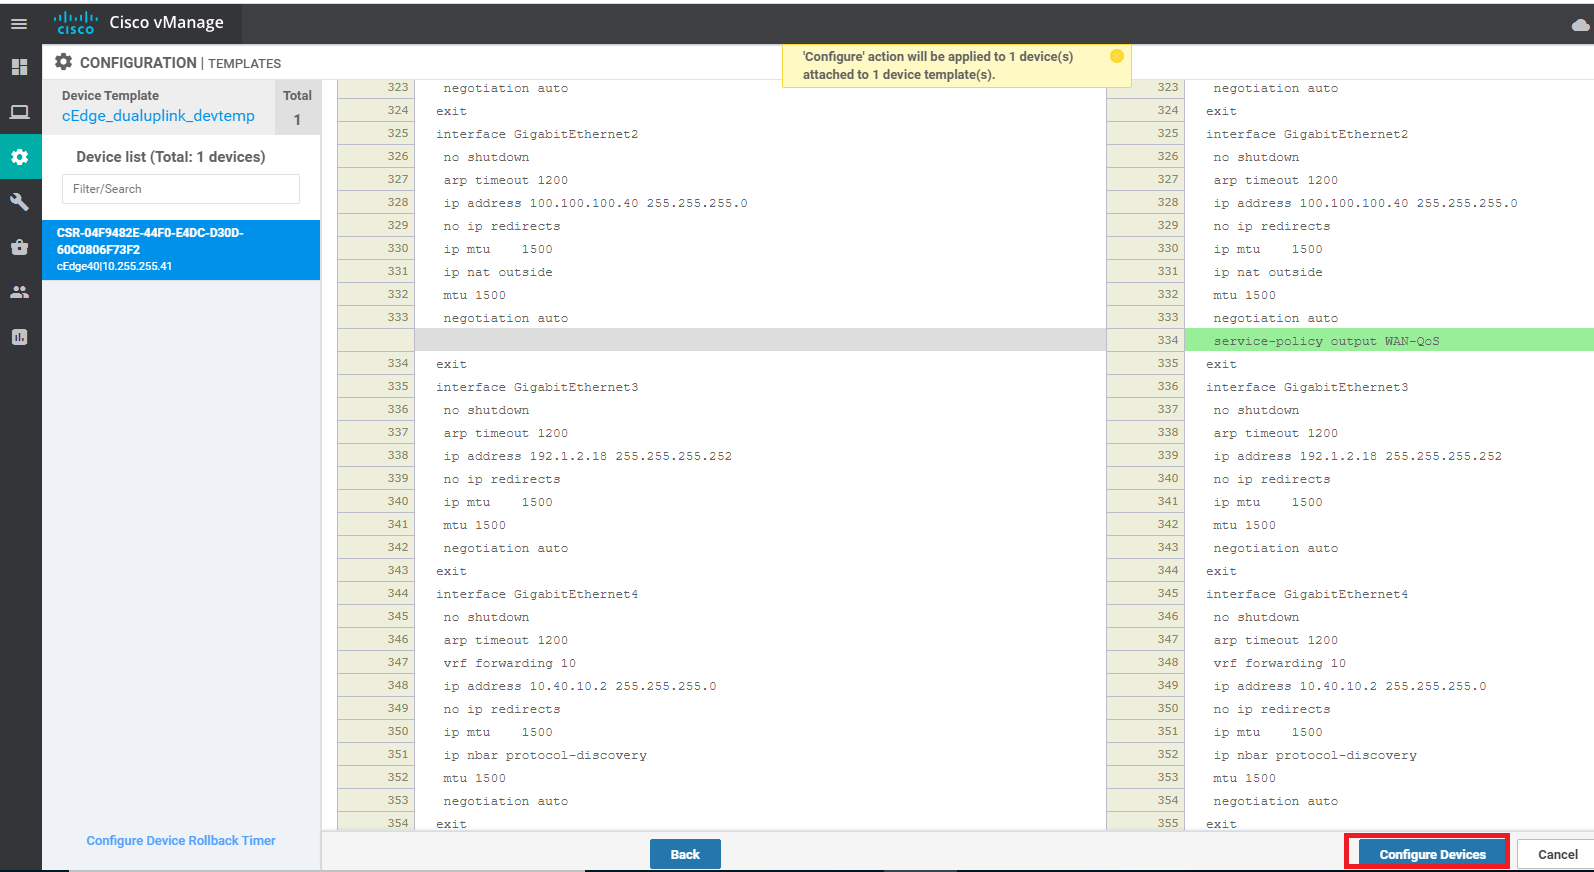 CISCO
Cisco vManage
CONFIGURATION | TEMPLATES
'Configure' action will be applied to 1 device(s)
attached to 1 device template(s).
Device Template
cEdge_dualuplink_devtemp
Total
1
Device list (Total: 1 devices)
Filter/Search
CSR-04F9482E-44F0-E4DC-D30D-
60C0806F73F2
cEdge40|10.255.255.41
Configure Device Rollback Timer
323 negotiation auto
324 exit
325 interface GigabitEthernet2
326 no shutdown
327 arp timeout 1200
328 ip address 100.100.100.40 255.255.255.0
329 no ip redirects
330 ip mtu    1500
331 ip nat outside
332 mtu 1500
333 negotiation auto
334 exit
335 interface GigabitEthernet3
336 no shutdown
337 arp timeout 1200
338 ip address 192.1.2.18 255.255.255.252
339 no ip redirects
340 ip mtu    1500
341 mtu 1500
342 negotiation auto
343 exit
344 interface GigabitEthernet4
345 no shutdown
346 arp timeout 1200
347 vrf forwarding 10
348 ip address 10.40.10.2 255.255.255.0
349 no ip redirects
350 ip mtu    1500
351 ip nbar protocol-discovery
352 mtu 1500
353 negotiation auto
354 exit
323 negotiation auto
324 exit
325 interface GigabitEthernet2
326 no shutdown
327 arp timeout 1200
328 ip address 100.100.100.40 255.255.255.0
329 no ip redirects
330 ip mtu    1500
331 ip nat outside
332 mtu 1500
333 negotiation auto
334 service-policy output WAN-QoS
335 exit
336 interface GigabitEthernet3
337 no shutdown
338 arp timeout 1200
339 ip address 192.1.2.18 255.255.255.252
340 no ip redirects
341 ip mtu    1500
342 mtu 1500
343 negotiation auto
344 exit
345 interface GigabitEthernet4
346 no shutdown
347 arp timeout 1200
348 vrf forwarding 10
349 ip address 10.40.10.2 255.255.255.0
350 no ip redirects
351 ip mtu    1500
352 ip nbar protocol-discovery
353 mtu 1500
354 negotiation auto
355 exit
Back
Configure Devices
Cancel